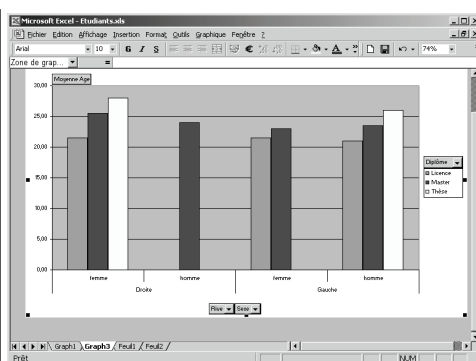 Microsoft Excel - Etudiants.xls
Fichier Edition Affichage Insertion Format Outils Graphique Fenêtre ?
Arial 10 G I S € 74%
Zone de grap... =
Moyenne Age
30,00
25,00
20,00
15,00
10,00
5,00
0,00
Diplôme
Licence
Master
Thèse
femme homme femme homme
Droite Gauche
Rive Sexe
Graph1 Graph3 Feuil1 Feuil2
Prêt NUM